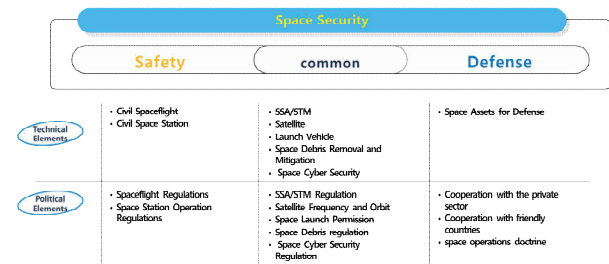 Space Security
Safety
common
Defense
Technical
Elements
• Civil Spaceflight
• Civil Space Station
• SSA/STM
• Satellite
• Launch Vehicle
• Space Debris Removal and
Mitigation
• Space Cyber Security
• Space Assets for Defense
Political
Elements
• Spaceflight Regulations
• Space Station Operation
Regulations
• SSA/STM Regulation
• Satellite Frequency and Orbit
• Space Launch Permission
• Space Debris regulation
• Space Cyber Security
Regulation
• Cooperation with the private
sector
• Cooperation with friendly
countries
• space operations doctrine